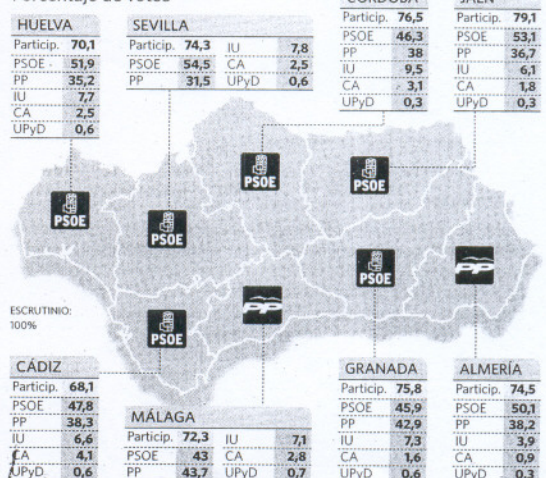 Porcentaje de votos
HUELVA
Particip. 70,1
PSOE 51,9
PP 35,2
IU 7,7
CA 2,5
UPyD 0,6
SEVILLA
Particip. 74,3 IU 7,8
PSOE 54,5 CA 2,5
PP 31,5 UPyD 0,6
CÓRDOBA
Particip. 76,5
PSOE 46,3
PP 38
IU 9,5
CA 3,1
UPyD 0,3
JAÉN
Particip. 79,1
PSOE 53,1
PP 36,7
IU 6,1
CA 1,8
UPyD 0,3
PSOE
PSOE
PSOE
PSOE
PSOE
PP
PP
PSOE
ESCRUTINIO:
100%
CÁDIZ
Particip. 68,1
PSOE 47,8
PP 38,3
IU 6,6
CA 4,1
UPyD 0,6
MÁLAGA
Particip. 72,3 IU 7,1
PSOE 43 CA 2,8
PP 43,7 UPyD 0,7
GRANADA
Particip. 75,8
PSOE 45,9
PP 42,9
IU 7,3
CA 1,6
UPyD 0,6
ALMERÍA
Particip. 74,5
PSOE 50,1
PP 38,2
IU 3,9
CA 0,9
UPyD 0,3